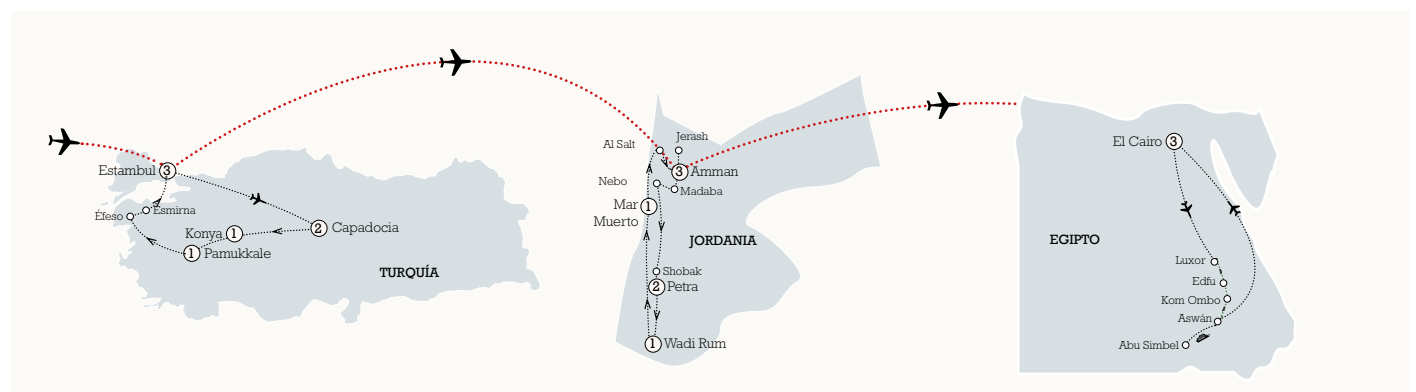 Estambul 3
Esmirna
Éfeso
Konya 1
1 Pamukkale
2 Capadocia
TURQUÍA
Al Salt
Jerash
3 Amman
Nebo
Madaba
Mar 1
Muerto
JORDANIA
Shobak
2 Petra
1 Wadi Rum
El Cairo 3
EGIPTO
Luxor
Edfu
Kom Ombo
Aswán
Abu Simbel